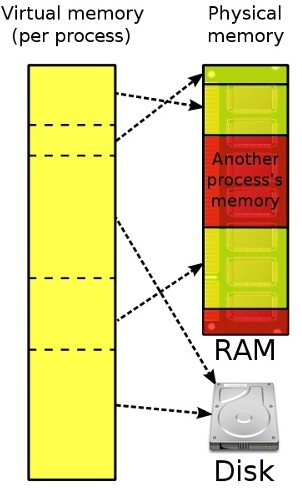 Virtual memory
(per process)
Physical
memory
Another
process's
memory
RAM
Disk